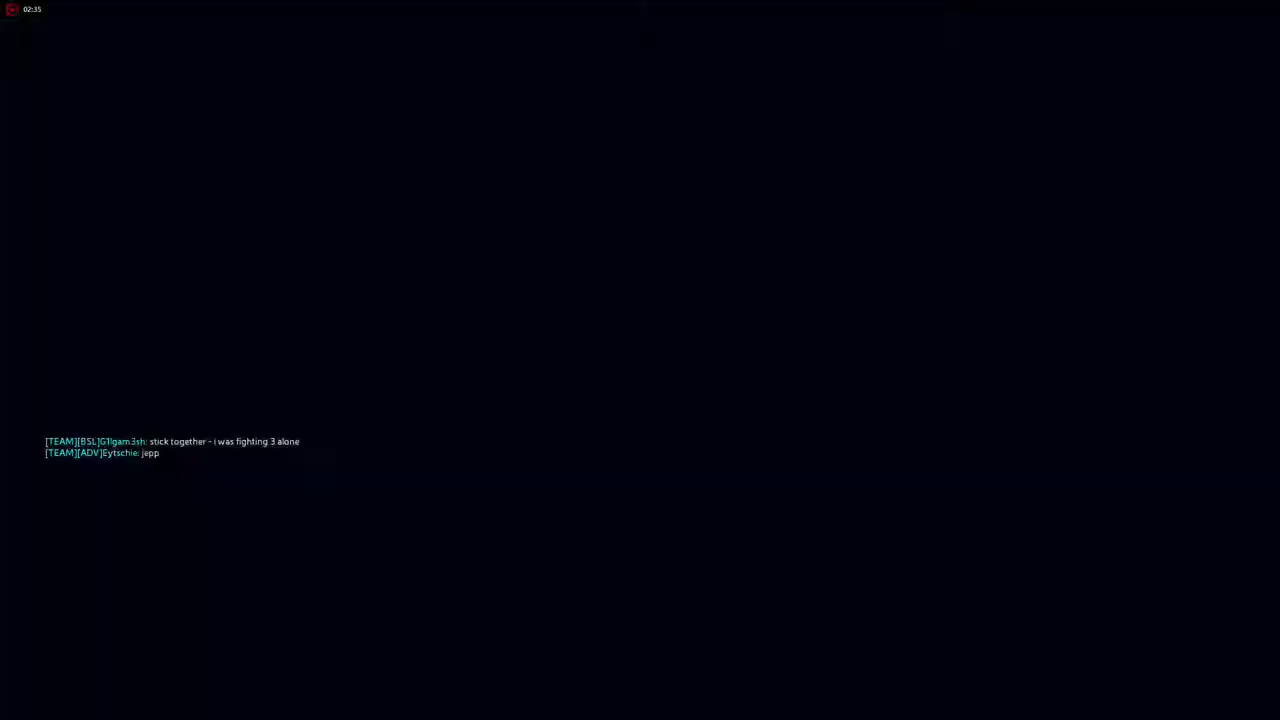 02:35
[TEAM][BSL]G1lgam3sh: stick together - i was fighting 3 alone
[TEAM][ADV]Eytschie: jepp